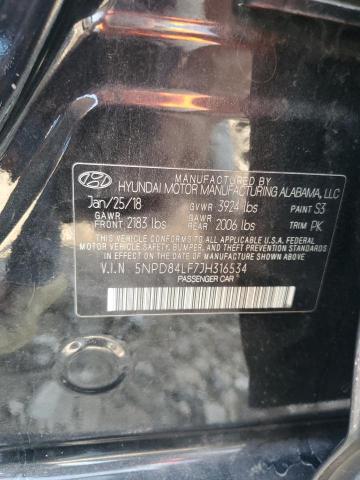 MANUFACTURED BY
HYUNDAI MOTOR MANUFACTURING ALABAMA, LLC
Jan/25/18 GVWR 3924 lbs PAINT S3
GAWR FRONT 2183 lbs GAWR REAR 2006 lbs TRIM PK
THIS VEHICLE CONFORMS TO ALL APPLICABLE U.S. FEDERAL
MOTOR VEHICLE SAFETY, BUMPER, AND THEFT PREVENTION
STANDARDS IN EFFECT ON THE DATE OF MANUFACTURE SHOWN ABOVE.
V.I.N 5NPD84LF7JH316534
PASSENGER CAR